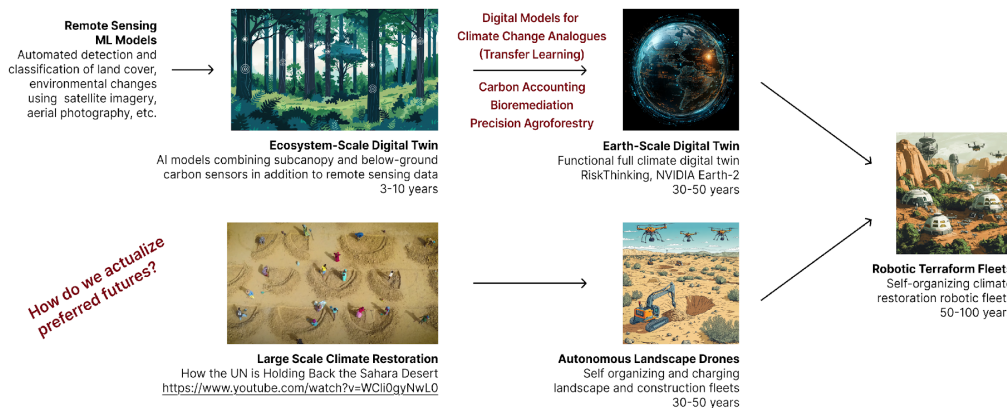 Remote Sensing
ML Models
Automated detection and
classification of land cover,
environmental changes
using satellite imagery,
aerial photography, etc.
Ecosystem-Scale Digital Twin
AI models combining subcanopy and below-ground
carbon sensors in addition to remote sensing data
3-10 years
Digital Models for
Climate Change Analogues
(Transfer Learning)
Carbon Accounting
Bioremediation
Precision Agroforestry
Earth-Scale Digital Twin
Functional full climate digital twin
RiskThinking, NVIDIA Earth-2
30-50 years
How do we actualize
preferred futures?
Large Scale Climate Restoration
How the UN is Holding Back the Sahara Desert
https://www.youtube.com/watch?v=WCli0gyNwL0
Autonomous Landscape Drones
Self organizing and charging
landscape and construction fleets
30-50 years
Robotic Terraform Fleet
Self-organizing climat
restoration robotic fleet
50-100 year